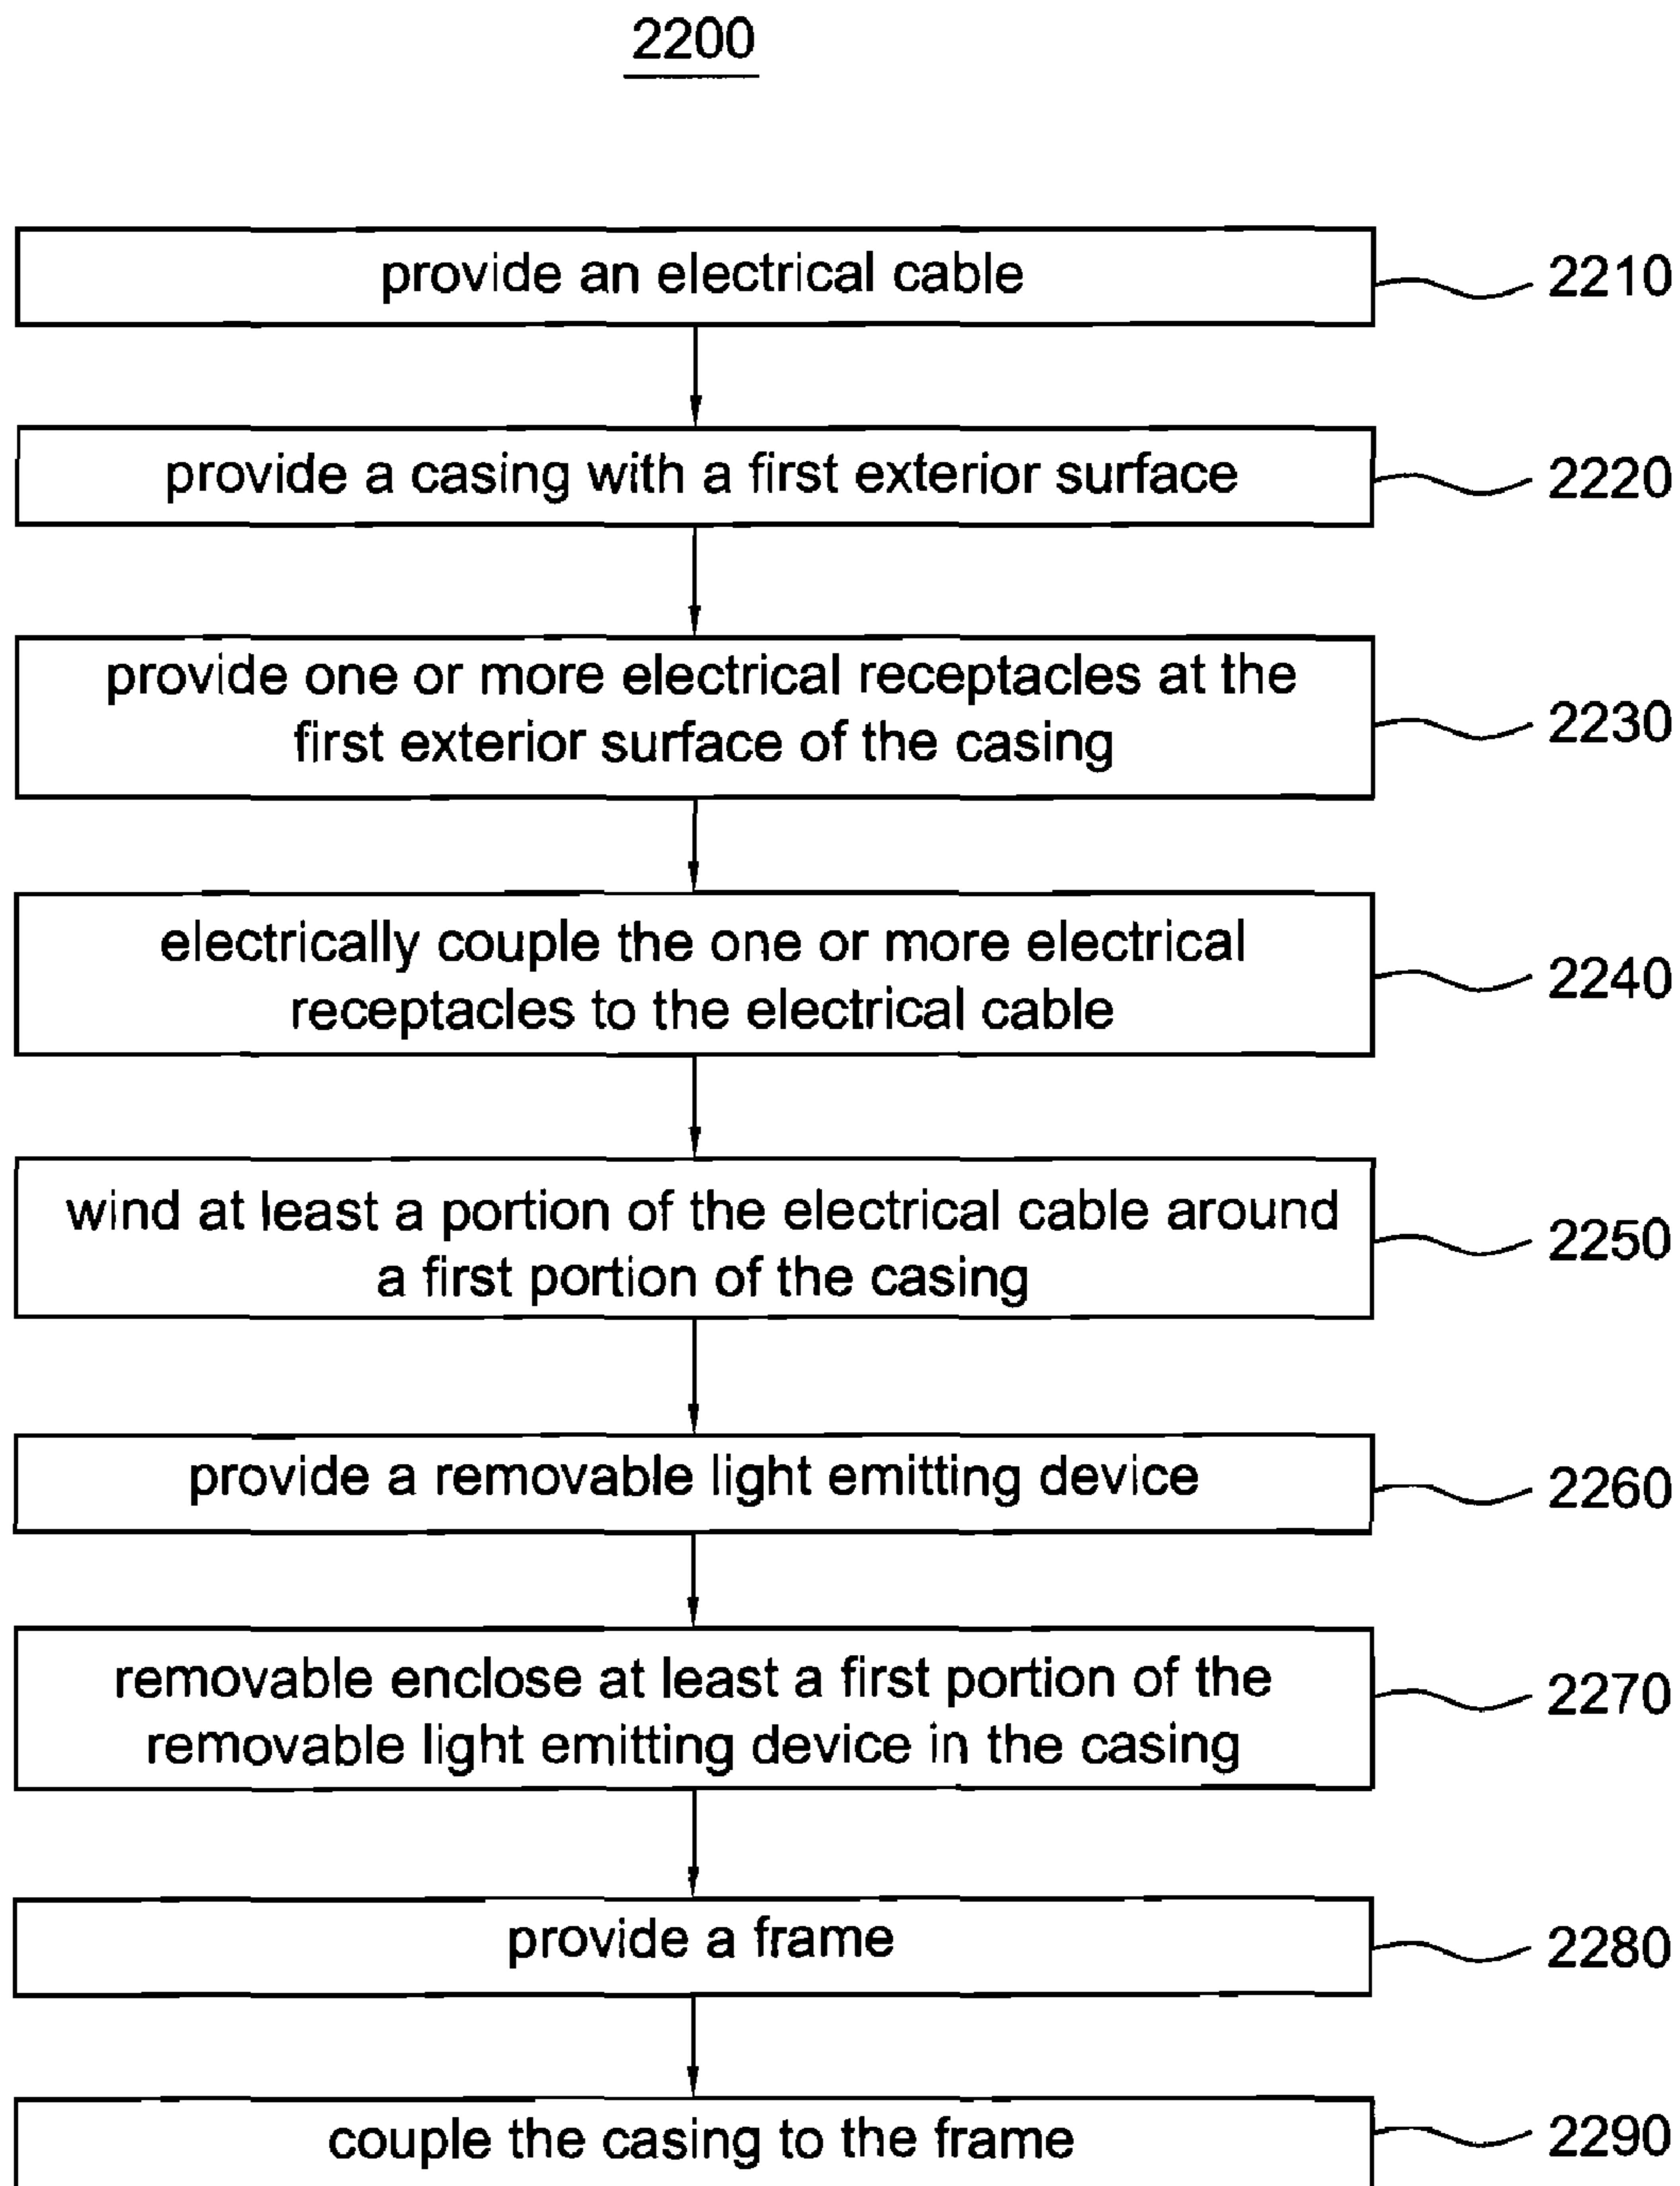 2200
provide an electrical cable
2210
provide a casing with a first exterior surface
2220
provide one or more electrical receptacles at the
first exterior surface of the casing
2230
electrically couple the one or more electrical
receptacles to the electrical cable
2240
wind at least a portion of the electrical cable around
a first portion of the casing
2250
provide a removable light emitting device
2260
removable enclose at least a first portion of the
removable light emitting device in the casing
2270
provide a frame
2280
couple the casing to the frame
2290